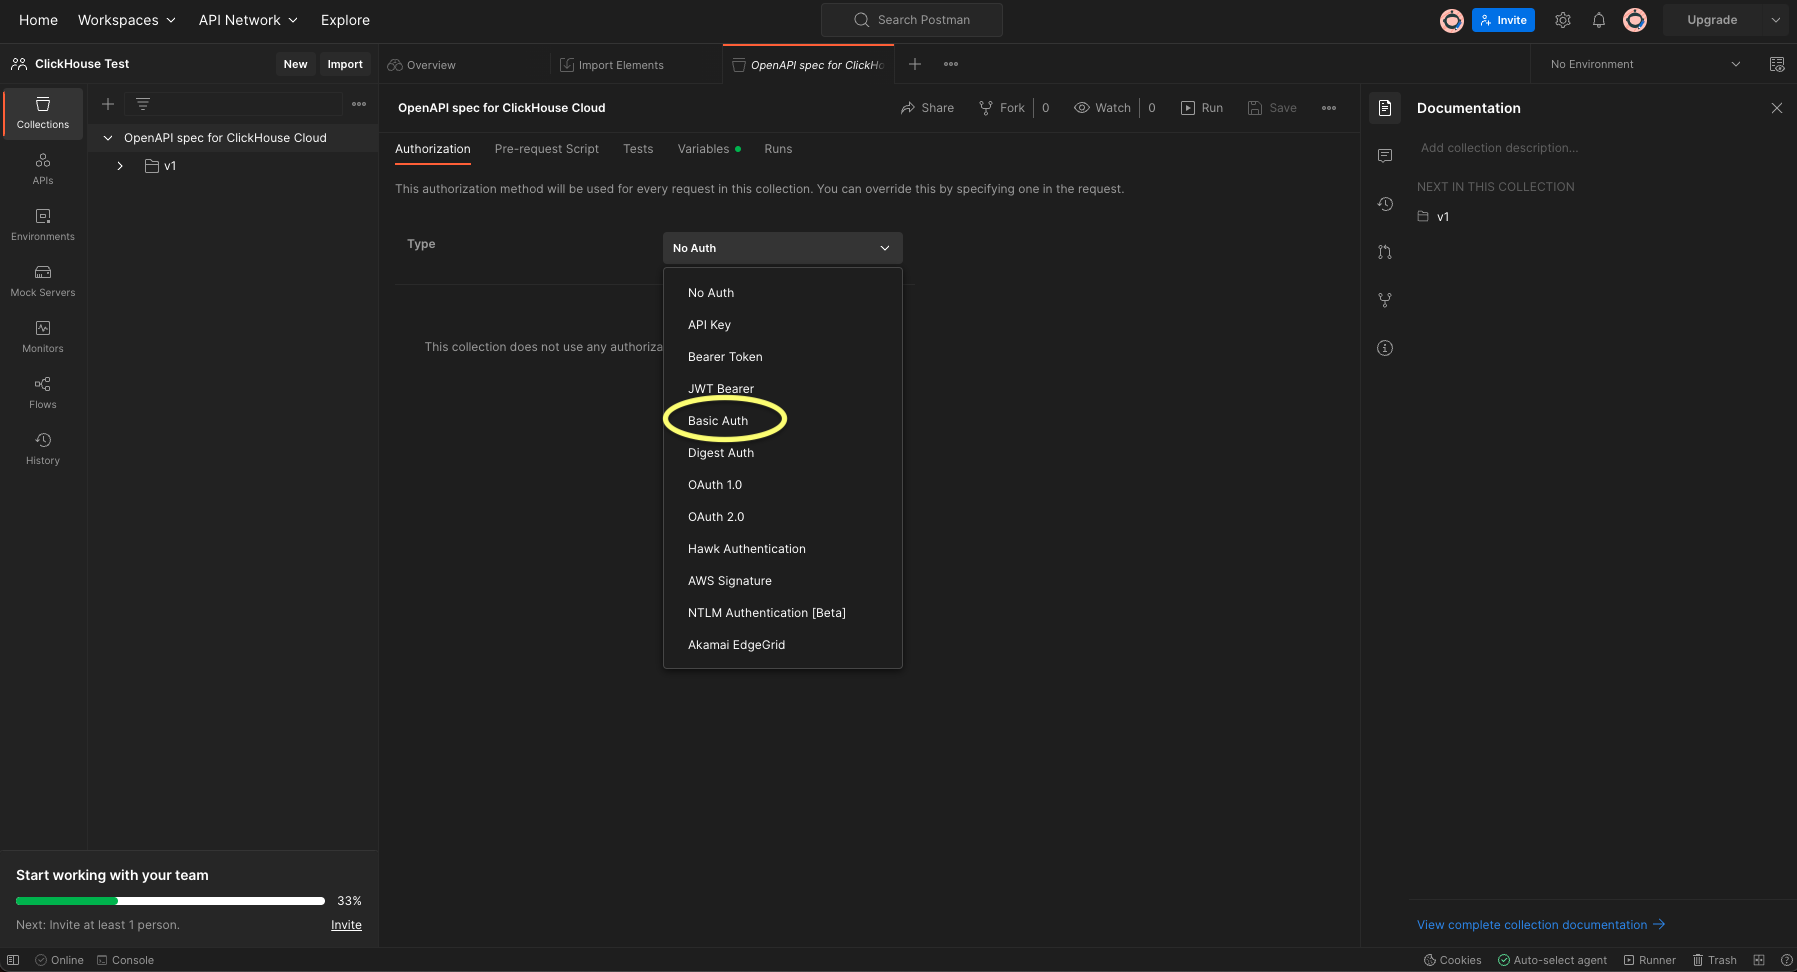 Home Workspaces API Network Explore Search Postman Invite Upgrade
ClickHouse Test New Import Overview Import Elements OpenAPI spec for ClickHo No Environment
Collections
APIs
Environments
Mock Servers
Monitors
Flows
History
OpenAPI spec for ClickHouse Cloud
v1
OpenAPI spec for ClickHouse Cloud Share Fork 0 Watch 0 Run Save
Authorization Pre-request Script Tests Variables Runs
This authorization method will be used for every request in this collection. You can override this by specifying one in the request.
Type No Auth
This collection does not use any authoriza
No Auth
API Key
Bearer Token
JWT Bearer
Basic Auth
Digest Auth
OAuth 1.0
OAuth 2.0
Hawk Authentication
AWS Signature
NTLM Authentication [Beta]
Akamai EdgeGrid
Documentation
Add collection description...
NEXT IN THIS COLLECTION
v1
View complete collection documentation
Start working with your team
33%
Next: Invite at least 1 person. Invite
Online Console Cookies Auto-select agent Runner Trash